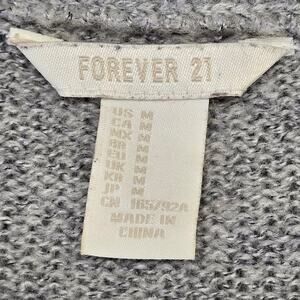 FOREVER 21
US M
CA M
MX M
BR M
EU M
UK M
KR M
JP M
CN 165/92A
MADE IN
CHINA